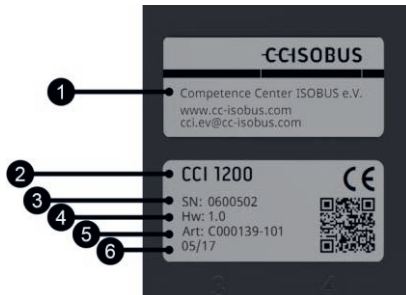 CCISOBUS
1
Competence Center ISOBUS e.V.
www.cc-isobus.com
cci.ev@cc-isobus.com
2
CCI 1200
CE
3
SN: 0600502
4
Hw: 1.0
5
Art: C000139-101
6
05/17